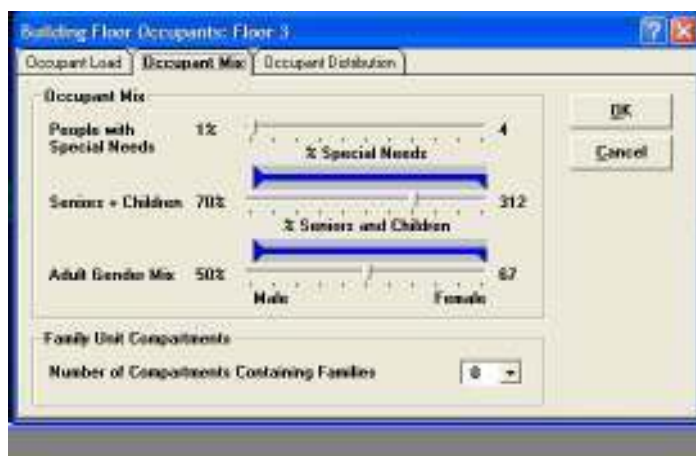 Building Floor Occupants: Floor 3
Occupant Load
Occupant Mix
Occupant Distribution
Occupant Mix
People with
Special Needs
1%
4
% Special Needs
Seniors + Children
70%
312
% Seniors and Children
Adult Gender Mix
50%
67
Male
Female
Family Unit Compartments
Number of Compartments Containing Families
OK
Cancel